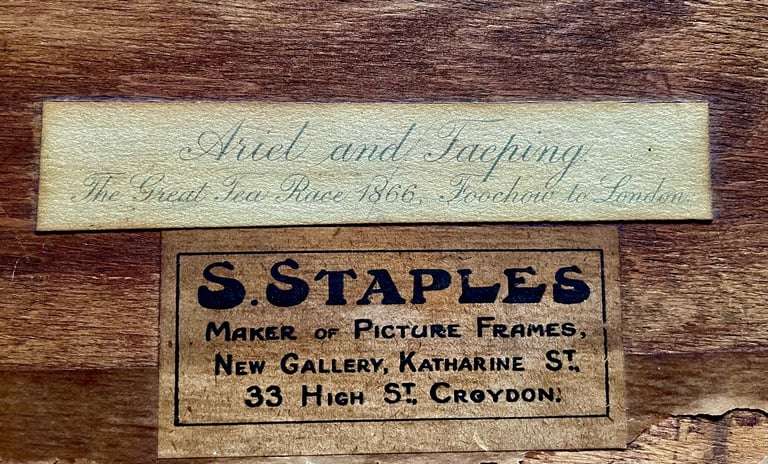 Ariel and Taeping.
The Great Tea Race 1866, Foochow to London.
S. STAPLES
MAKER OF PICTURE FRAMES,
NEW GALLERY, KATHARINE ST.,
33 HIGH ST. CROYDON.